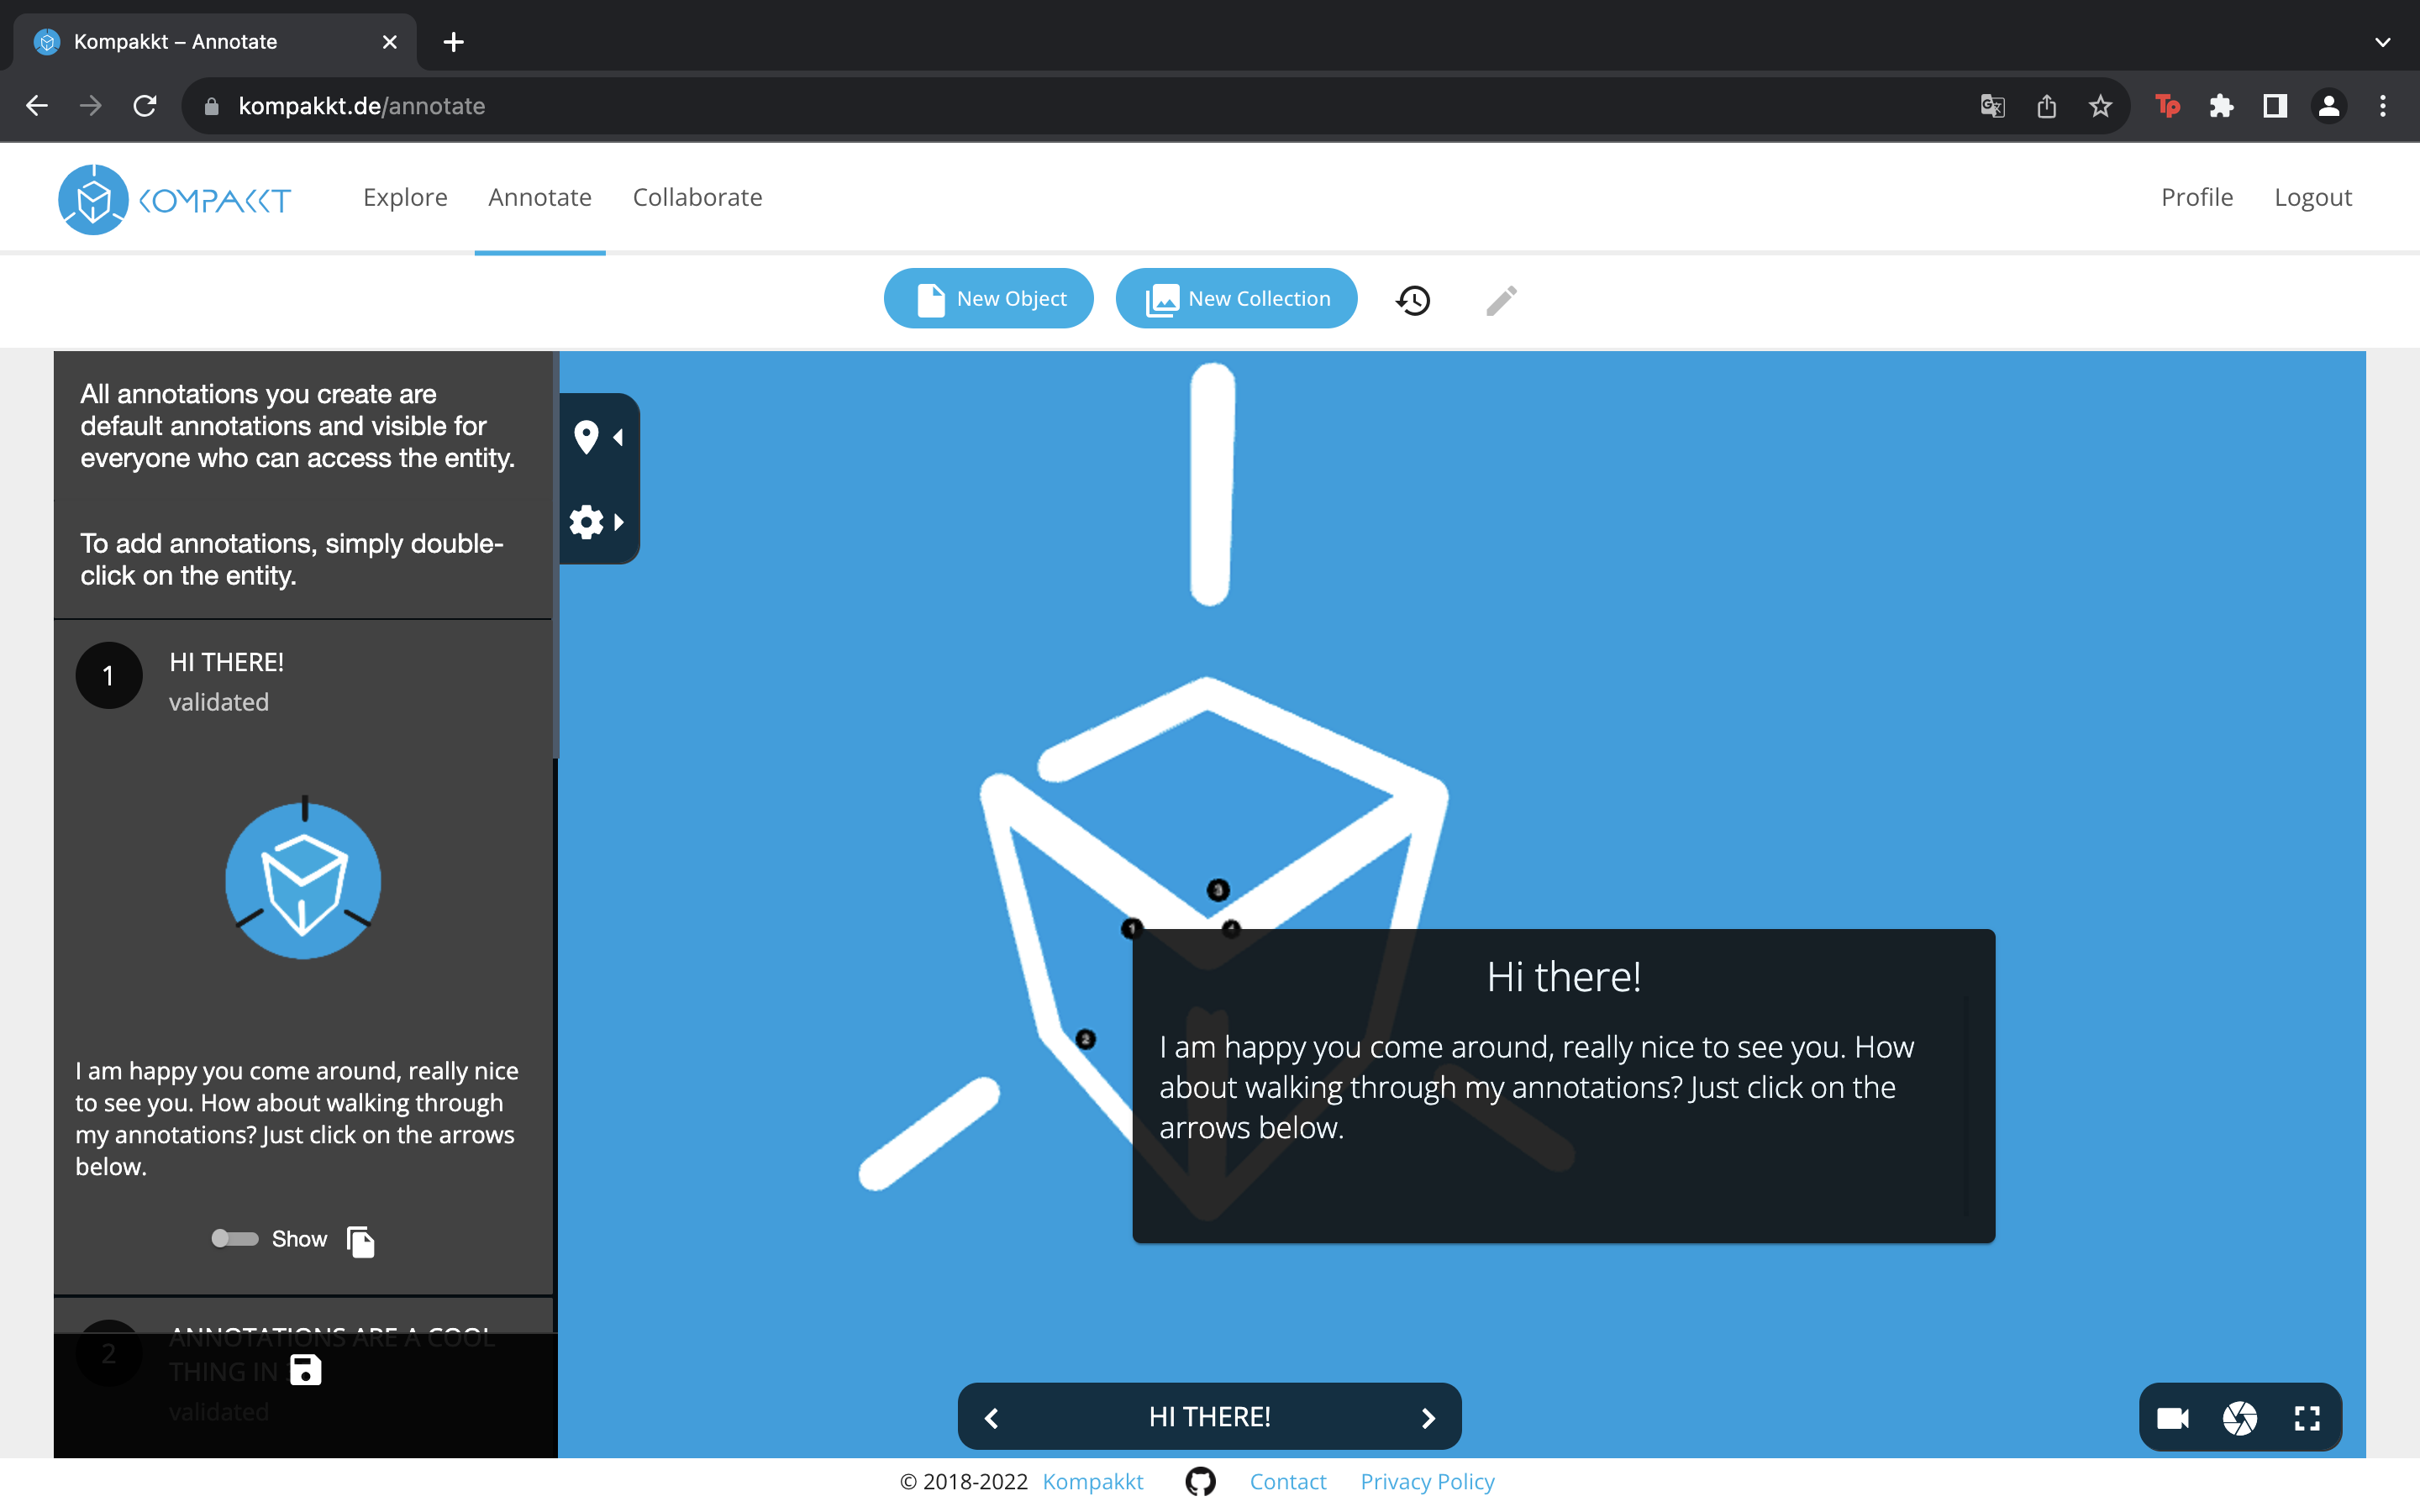 Kompakkt – Annotate
kompakkt.de/annotate
KOMPAKKT
Explore
Annotate
Collaborate
Profile
Logout
New Object
New Collection
All annotations you create are
default annotations and visible for
everyone who can access the entity.
To add annotations, simply double-
click on the entity.
1
HI THERE!
validated
I am happy you come around, really nice
to see you. How about walking through
my annotations? Just click on the arrows
below.
Show
2
ANNOTATIONS ARE A COOL
THING IN
validated
3
1
4
2
Hi there!
I am happy you come around, really nice to see you. How
about walking through my annotations? Just click on the
arrows below.
HI THERE!
© 2018-2022 Kompakkt
Contact
Privacy Policy
Tp